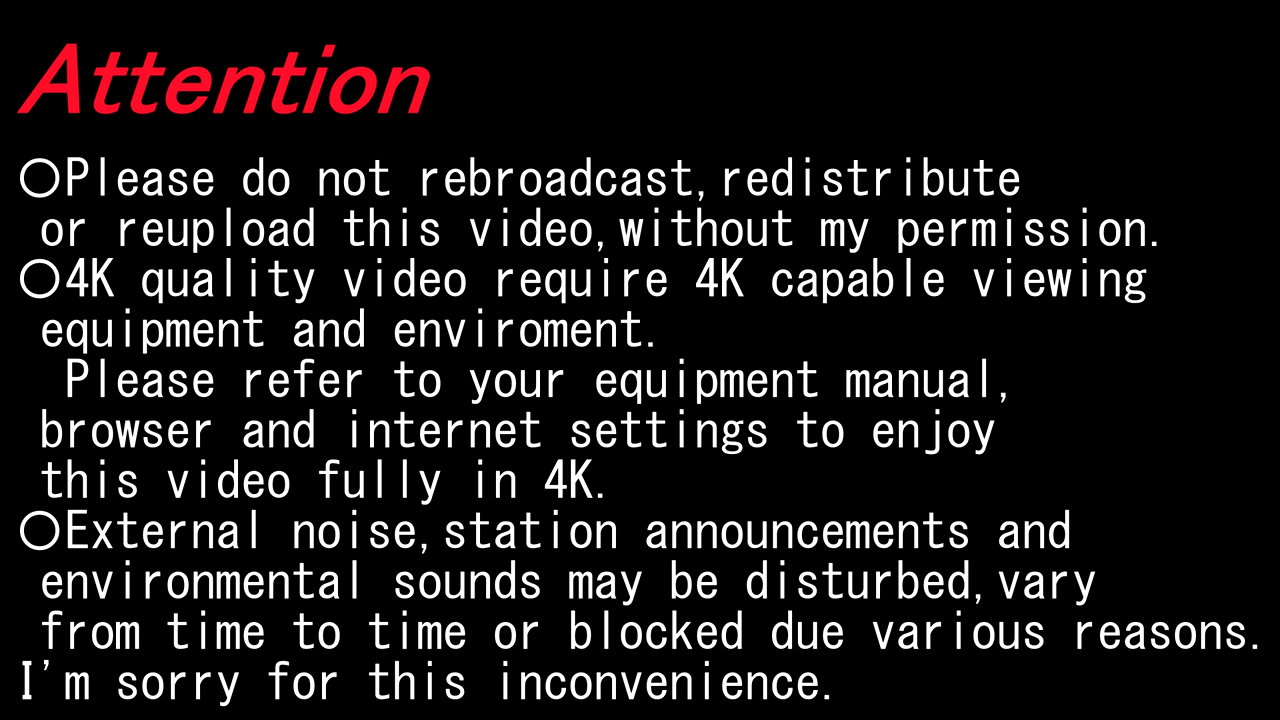 Attention
○Please do not rebroadcast,redistribute
or reupload this video,without my permission.
○4K quality video require 4K capable viewing
equipment and enviroment.
Please refer to your equipment manual,
browser and internet settings to enjoy
this video fully in 4K.
○External noise,station announcements and
environmental sounds may be disturbed,vary
from time to time or blocked due various reasons.
I'm sorry for this inconvenience.